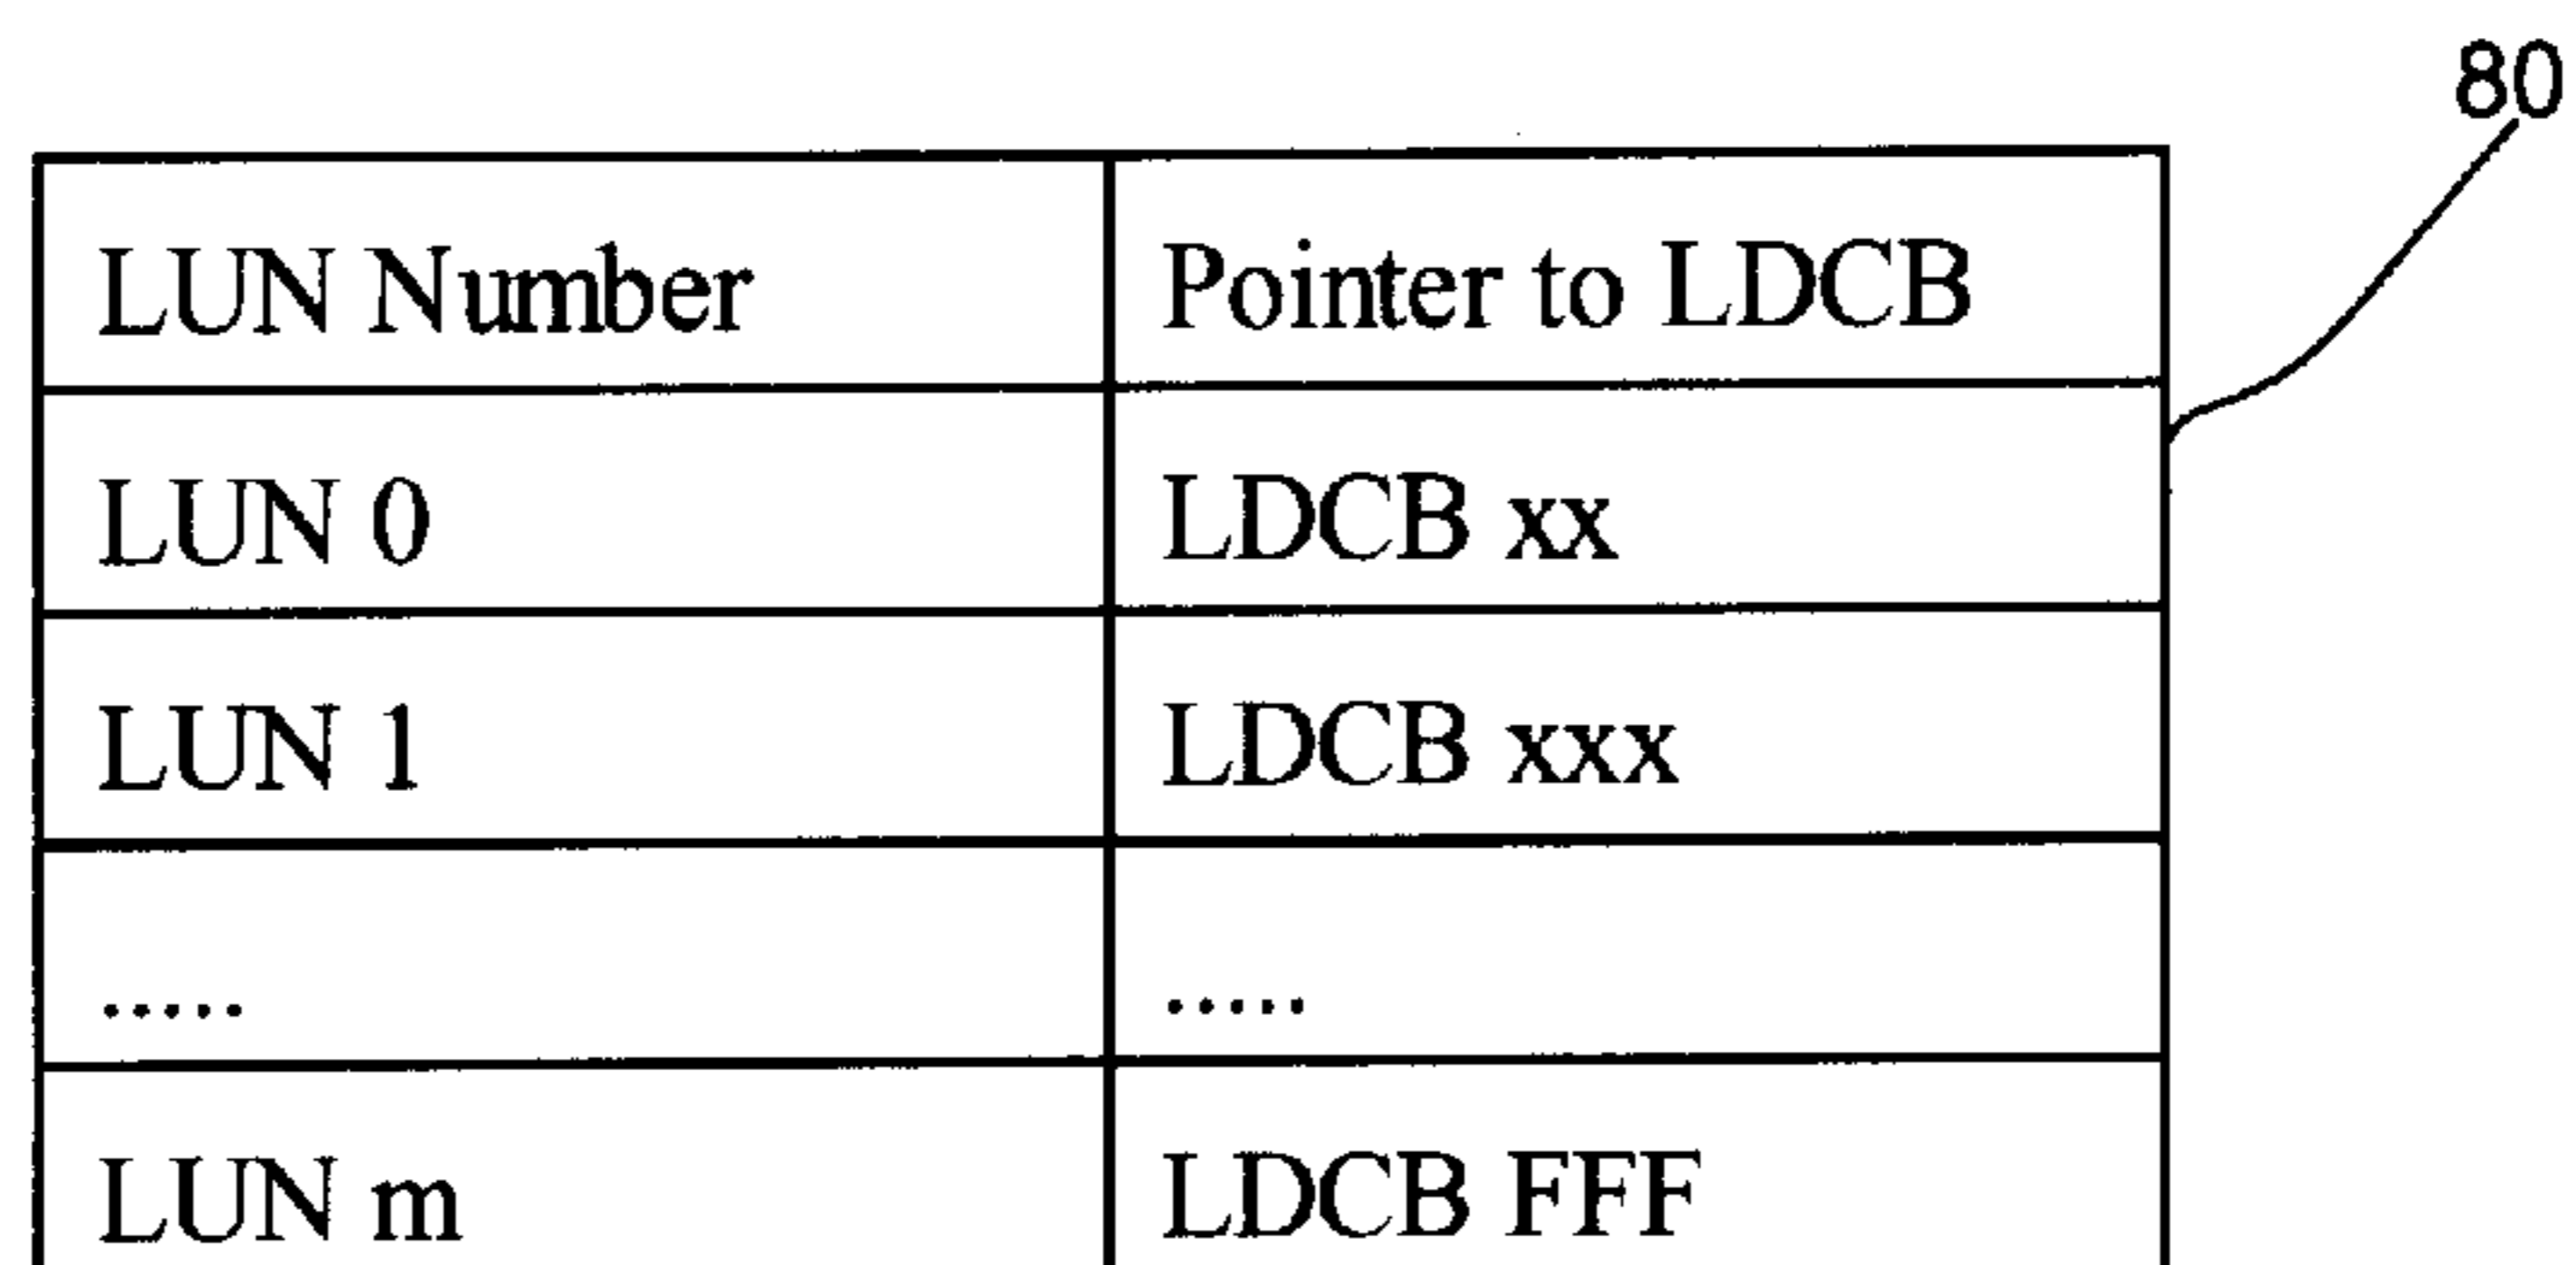 80
LUN Number Pointer to LDCB
LUN 0 LDCB xx
LUN 1 LDCB xxx
..... .....
LUN m LDCB FFF